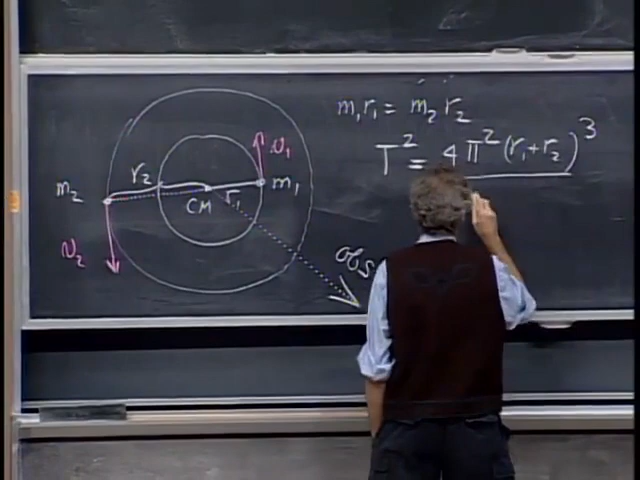 m₁r₁ = m₂r₂
T² = 4π²(r₁+r₂)³
r₂
m₂
CM
r₁
m₁
v₁
v₂
obs